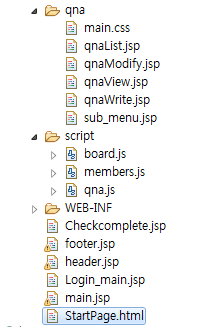 qna
main.css
qnaList.jsp
qnaModify.jsp
qnaView.jsp
qnaWrite.jsp
sub_menu.jsp
script
board.js
members.js
qna.js
WEB-INF
Checkcomplete.jsp
footer.jsp
header.jsp
Login_main.jsp
main.jsp
StartPage.html